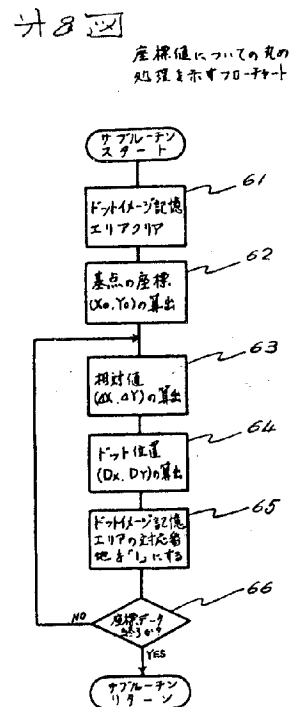 第8図
座標値についての丸め
処理を示すフローチャート
サブルーチン
スタート
61
ドットイメージ記憶
エリアクリア
62
基点の座標
(X0, Y0)の算出
63
相対値
(ΔX, ΔY)の算出
64
ドット位置
(Dx, DY)の算出
65
ドットイメージ記憶
エリアの対応番
地を「1」にする
66
座標データ
終了か?
NO
YES
サブルーチン
リターン